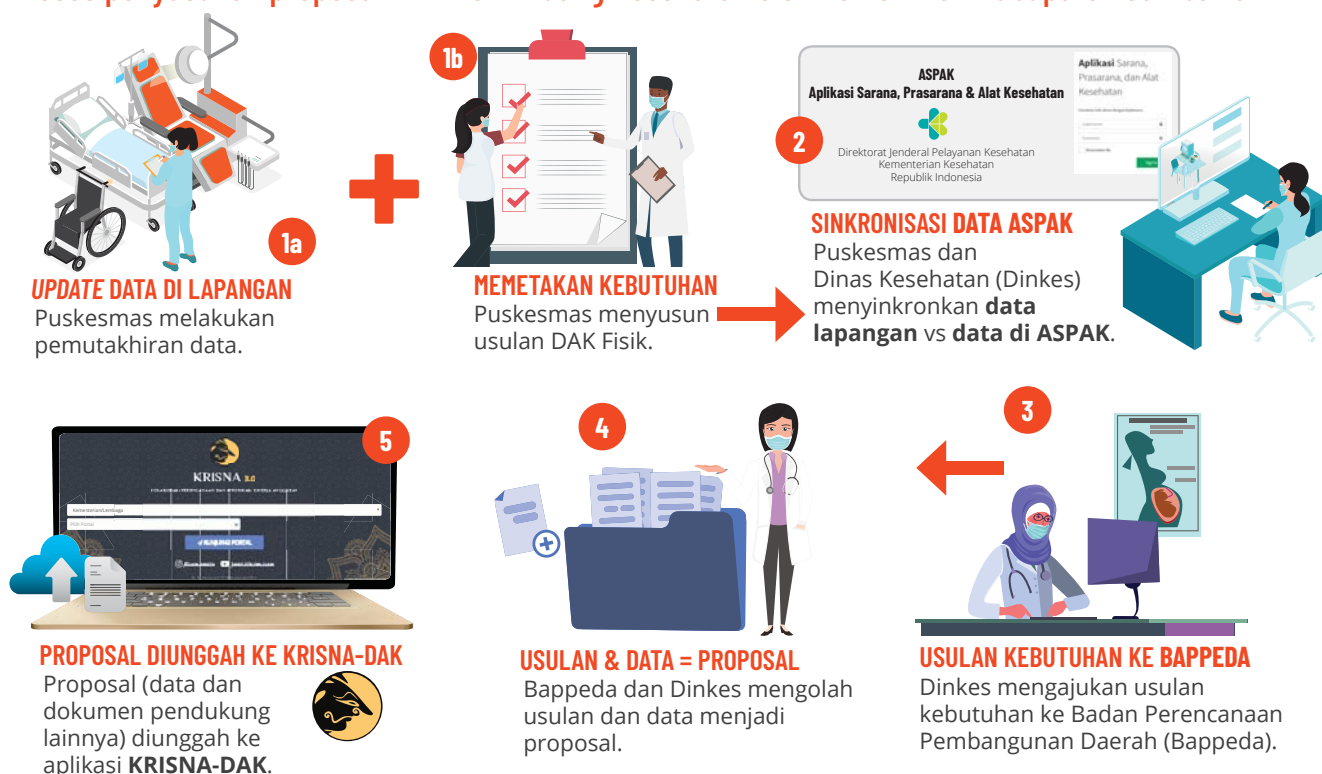 1a
UPDATE DATA DI LAPANGAN
Puskesmas melakukan
pemutakhiran data.
1b
MEMETAKAN KEBUTUHAN
Puskesmas menyusun
usulan DAK Fisik.
2
ASPAK
Aplikasi Sarana, Prasarana & Alat Kesehatan
Direktorat Jenderal Pelayanan Kesehatan
Kementerian Kesehatan
Republik Indonesia
Aplikasi Sarana,
Prasarana, dan Alat
Kesehatan
SINKRONISASI DATA ASPAK
Puskesmas dan
Dinas Kesehatan (Dinkes)
menyinkronkan data
lapangan vs data di ASPAK.
3
USULAN KEBUTUHAN KE BAPPEDA
Dinkes mengajukan usulan
kebutuhan ke Badan Perencanaan
Pembangunan Daerah (Bappeda).
4
USULAN & DATA = PROPOSAL
Bappeda dan Dinkes mengolah
usulan dan data menjadi
proposal.
5
KRISNA 2.0
Kementerian/Lembaga
PROPOSAL DIUNGGAH KE KRISNA-DAK
Proposal (data dan
dokumen pendukung
lainnya) diunggah ke
aplikasi KRISNA-DAK.